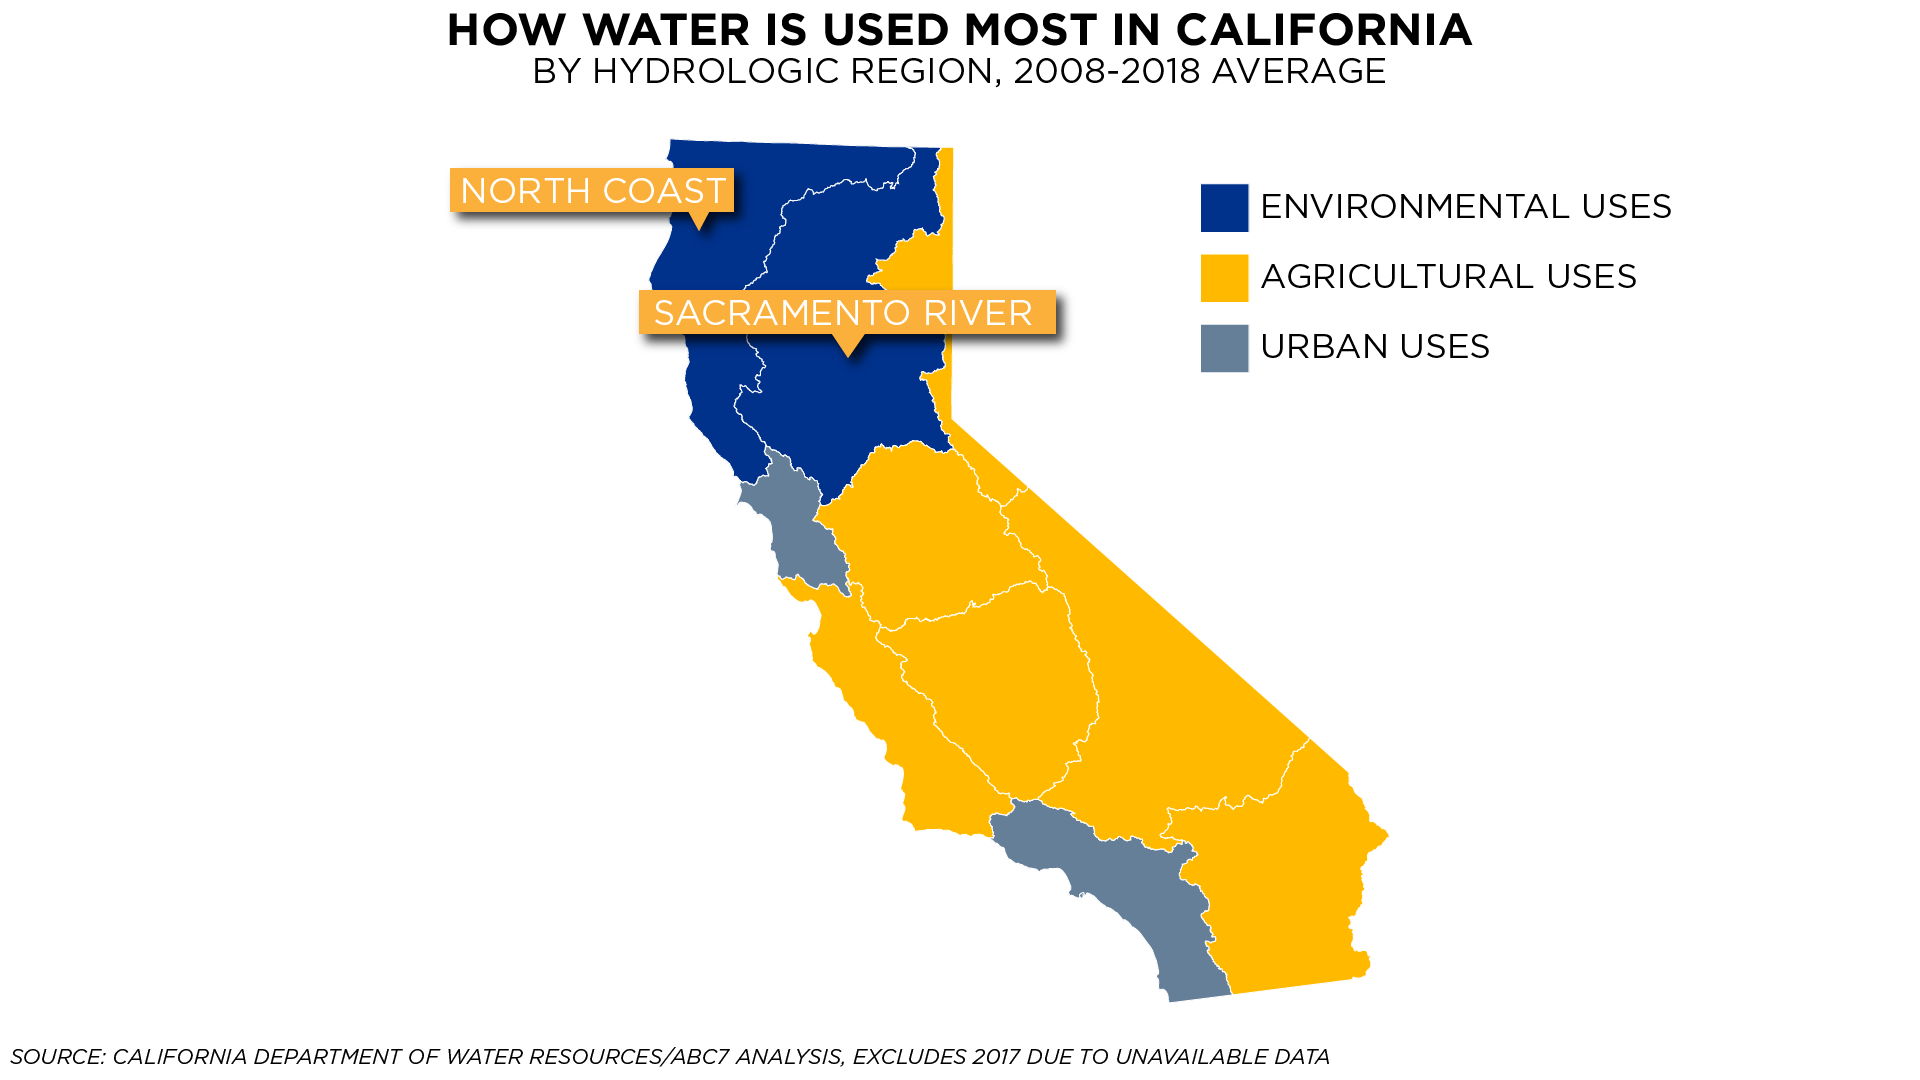 HOW WATER IS USED MOST IN CALIFORNIA
BY HYDROLOGIC REGION, 2008-2018 AVERAGE
NORTH COAST
SACRAMENTO RIVER
ENVIRONMENTAL USES
AGRICULTURAL USES
URBAN USES
SOURCE: CALIFORNIA DEPARTMENT OF WATER RESOURCES/ABC7 ANALYSIS, EXCLUDES 2017 DUE TO UNAVAILABLE DATA